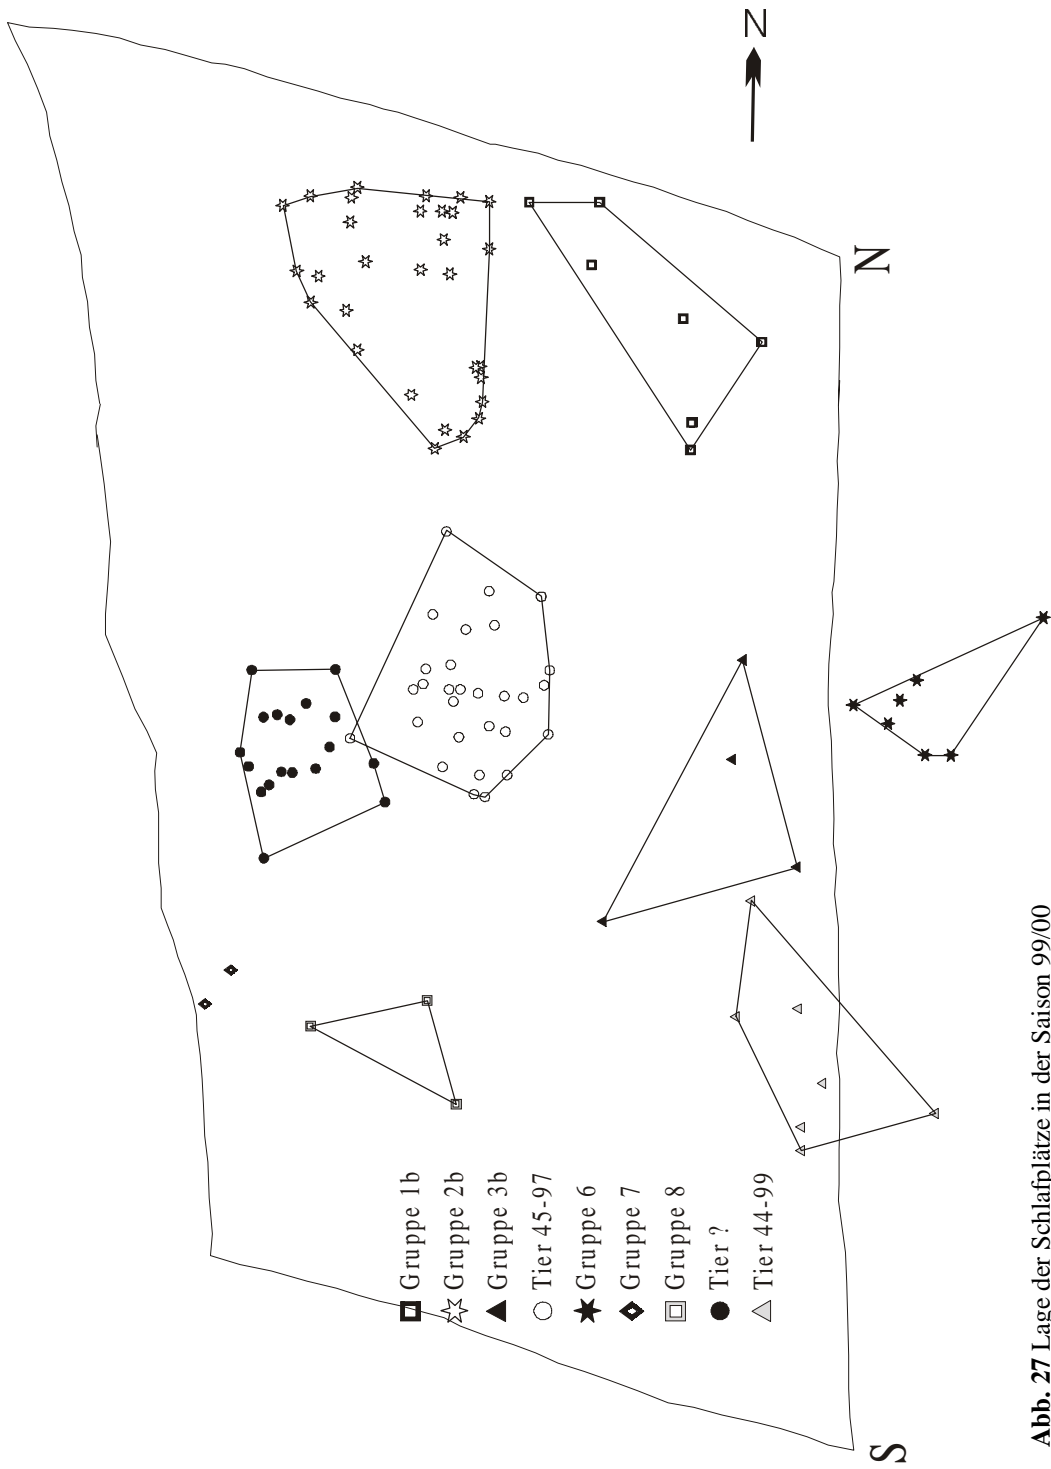 N
N
Gruppe 1b
Gruppe 2b
Gruppe 3b
Tier 45-97
Gruppe 6
Gruppe 7
Gruppe 8
Tier ?
Tier 44-99
S
Abb. 27 Lage der Schlafplätze in der Saison 99/00